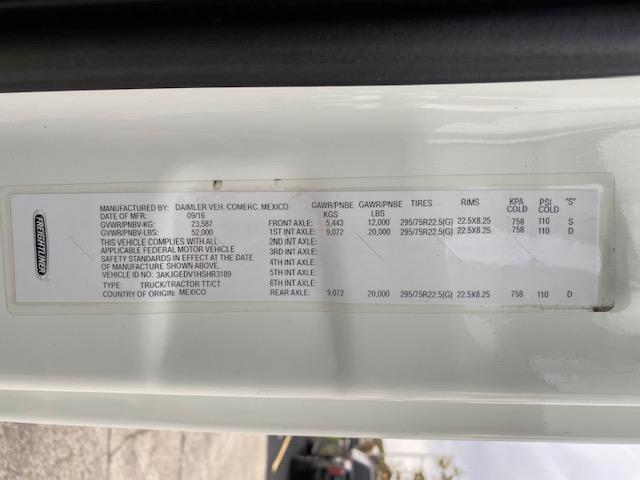 FREIGHTLINER
MANUFACTURED BY: DAIMLER VEH. COMERC. MEXICO GAWR/PNBE KGS GAWR/PNBE LBS TIRES RIMS KPA COLD PSI COLD "S"
DATE OF MFR: 09/16
GVWR/PNBV-KG: 23,587 FRONT AXLE: 5,443 12,000 295/75R22.5(G) 22.5X8.25 758 110 S
GVWR/PNBV-LBS: 52,000 1ST INT AXLE: 9,072 20,000 295/75R22.5(G) 22.5X8.25 758 110 D
THIS VEHICLE COMPLIES WITH ALL 2ND INT AXLE:
APPLICABLE FEDERAL MOTOR VEHICLE 3RD INT AXLE:
SAFETY STANDARDS IN EFFECT AT THE DATE 4TH INT AXLE:
OF MANUFACTURE SHOWN ABOVE. 5TH INT AXLE:
VEHICLE ID NO: 3AKJGEDV1HSHR3189
TYPE: TRUCK/TRACTOR TT/CT 6TH INT AXLE:
COUNTRY OF ORIGIN: MEXICO REAR AXLE: 9,072 20,000 295/75R22.5(G) 22.5X8.25 758 110 D